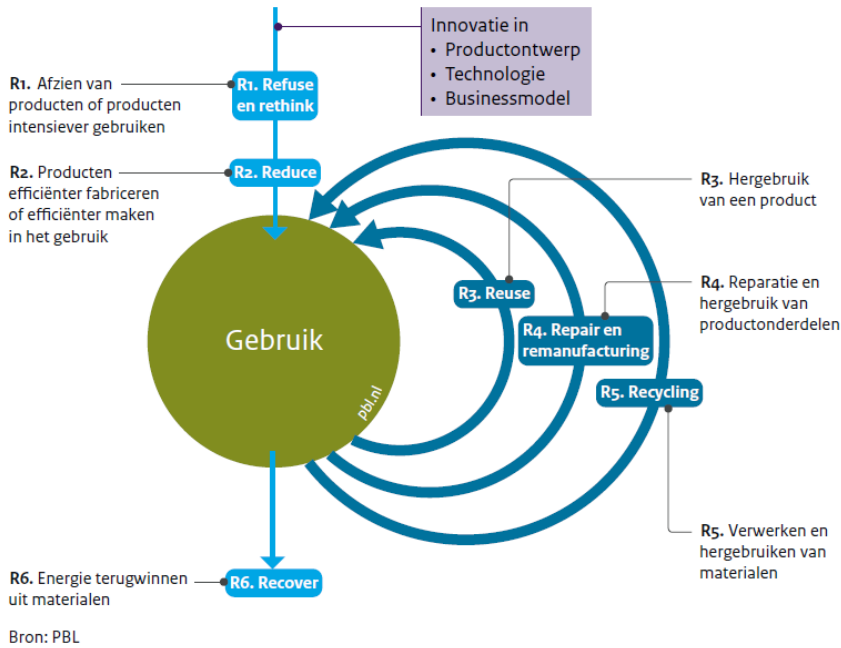 Innovatie in
• Productontwerp
• Technologie
• Businessmodel
R1. Afzien van
producten of producten
intensiever gebruiken
R1. Refuse
en rethink
R2. Producten
efficiënter fabriceren
of efficiënter maken
in het gebruik
R2. Reduce
R3. Hergebruik
van een product
R3. Reuse
R4. Reparatie en
hergebruik van
productonderdelen
R4. Repair en
remanufacturing
Gebruik
pbl.nl
R5. Recycling
R5. Verwerken en
hergebruiken van
materialen
R6. Energie terugwinnen
uit materialen
R6. Recover
Bron: PBL